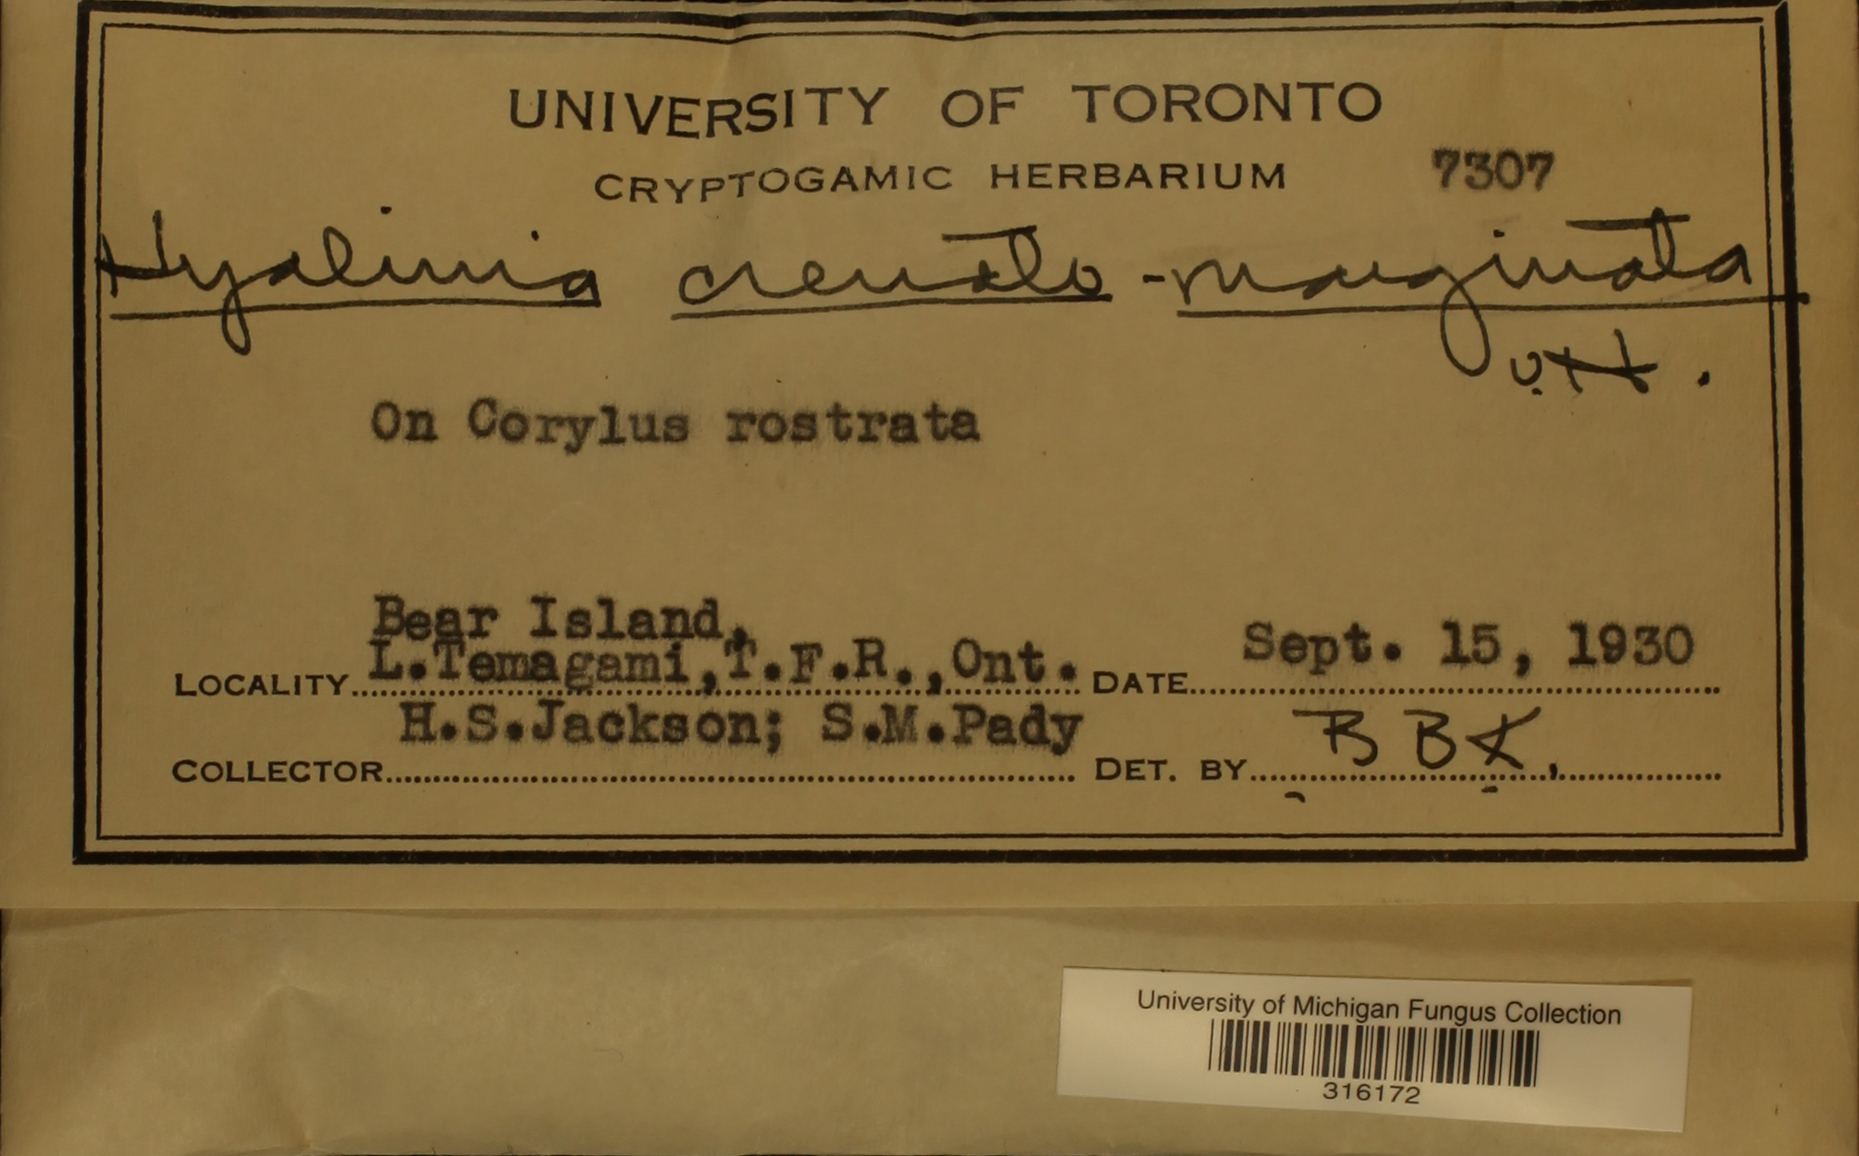 UNIVERSITY OF TORONTO
CRYPTOGAMIC HERBARIUM 7307
Hyalinia crenato-marginata
v.H.
On Corylus rostrata
Bear Island,
LOCALITY L.Temagami,T.F.R.,Ont. DATE Sept. 15, 1930
COLLECTOR H.S.Jackson; S.M.Pady DET. BY B B K.
University of Michigan Fungus Collection
316172